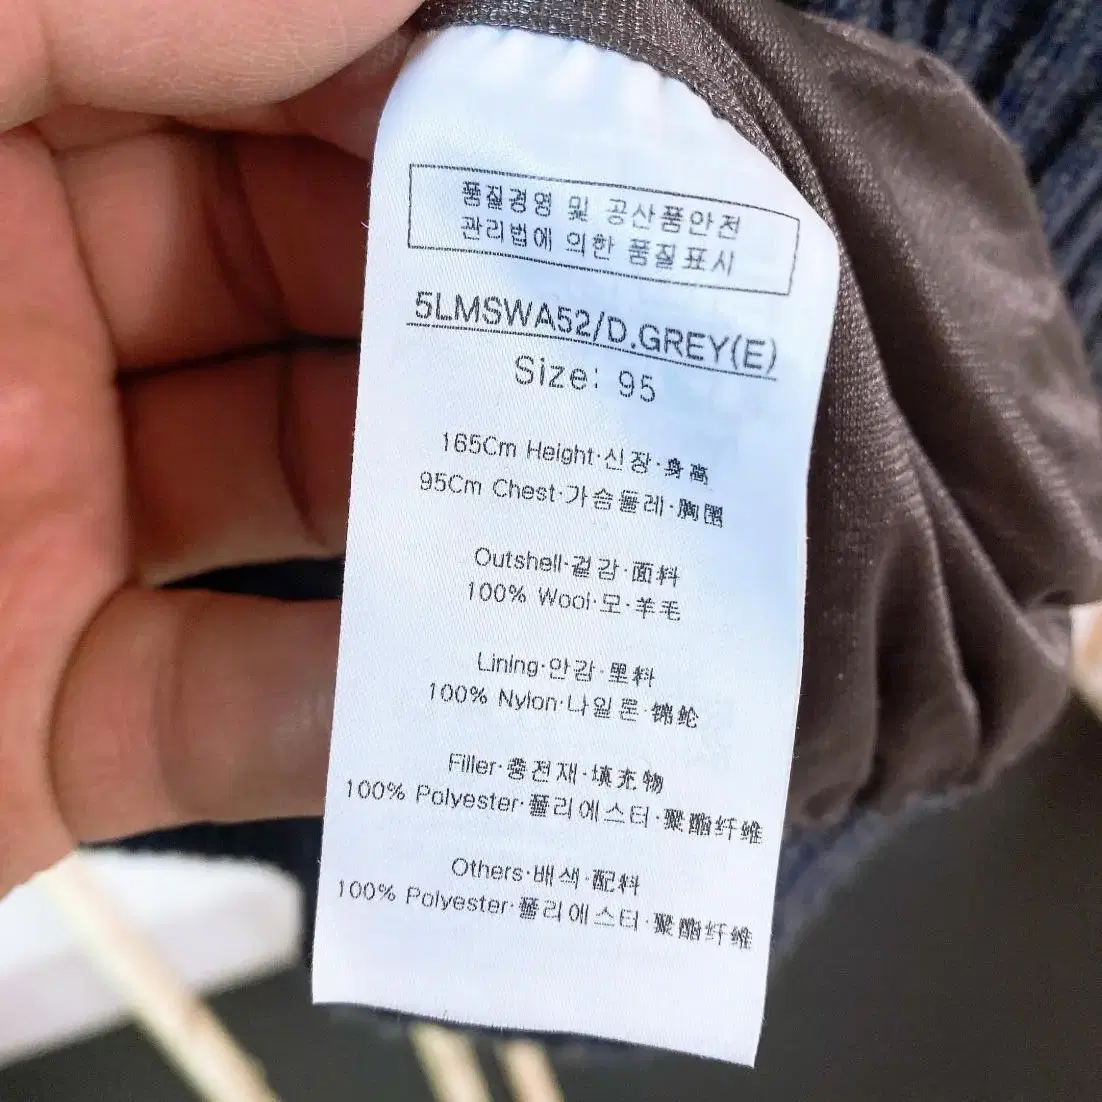 품질경영 및 공산품안전
관리법에 의한 품질표시
5LMSWA52/D.GREY(E)
Size: 95
165Cm Height·신장·身高
95Cm Chest·가슴둘레·胸围
Outshell·겉감·面料
100% Wool·모·羊毛
Lining·안감·里料
100% Nylon·나일론·锦纶
Filler·충전재·填充物
100% Polyester·폴리에스터·聚酯纤维
Others·배색·配料
100% Polyester·폴리에스터·聚酯纤维